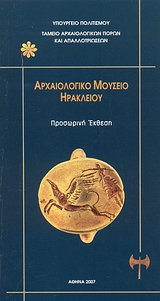 ΥΠΟΥΡΓΕΙΟ ΠΟΛΙΤΙΣΜΟΥ
ΤΑΜΕΙΟ ΑΡΧΑΙΟΛΟΓΙΚΩΝ ΠΟΡΩΝ
ΚΑΙ ΑΠΑΛΛΟΤΡΙΩΣΕΩΝ
ΑΡΧΑΙΟΛΟΓΙΚΟ ΜΟΥΣΕΙΟ
ΗΡΑΚΛΕΙΟΥ
Προσωρινή Έκθεση
ΑΘΗΝΑ 2007